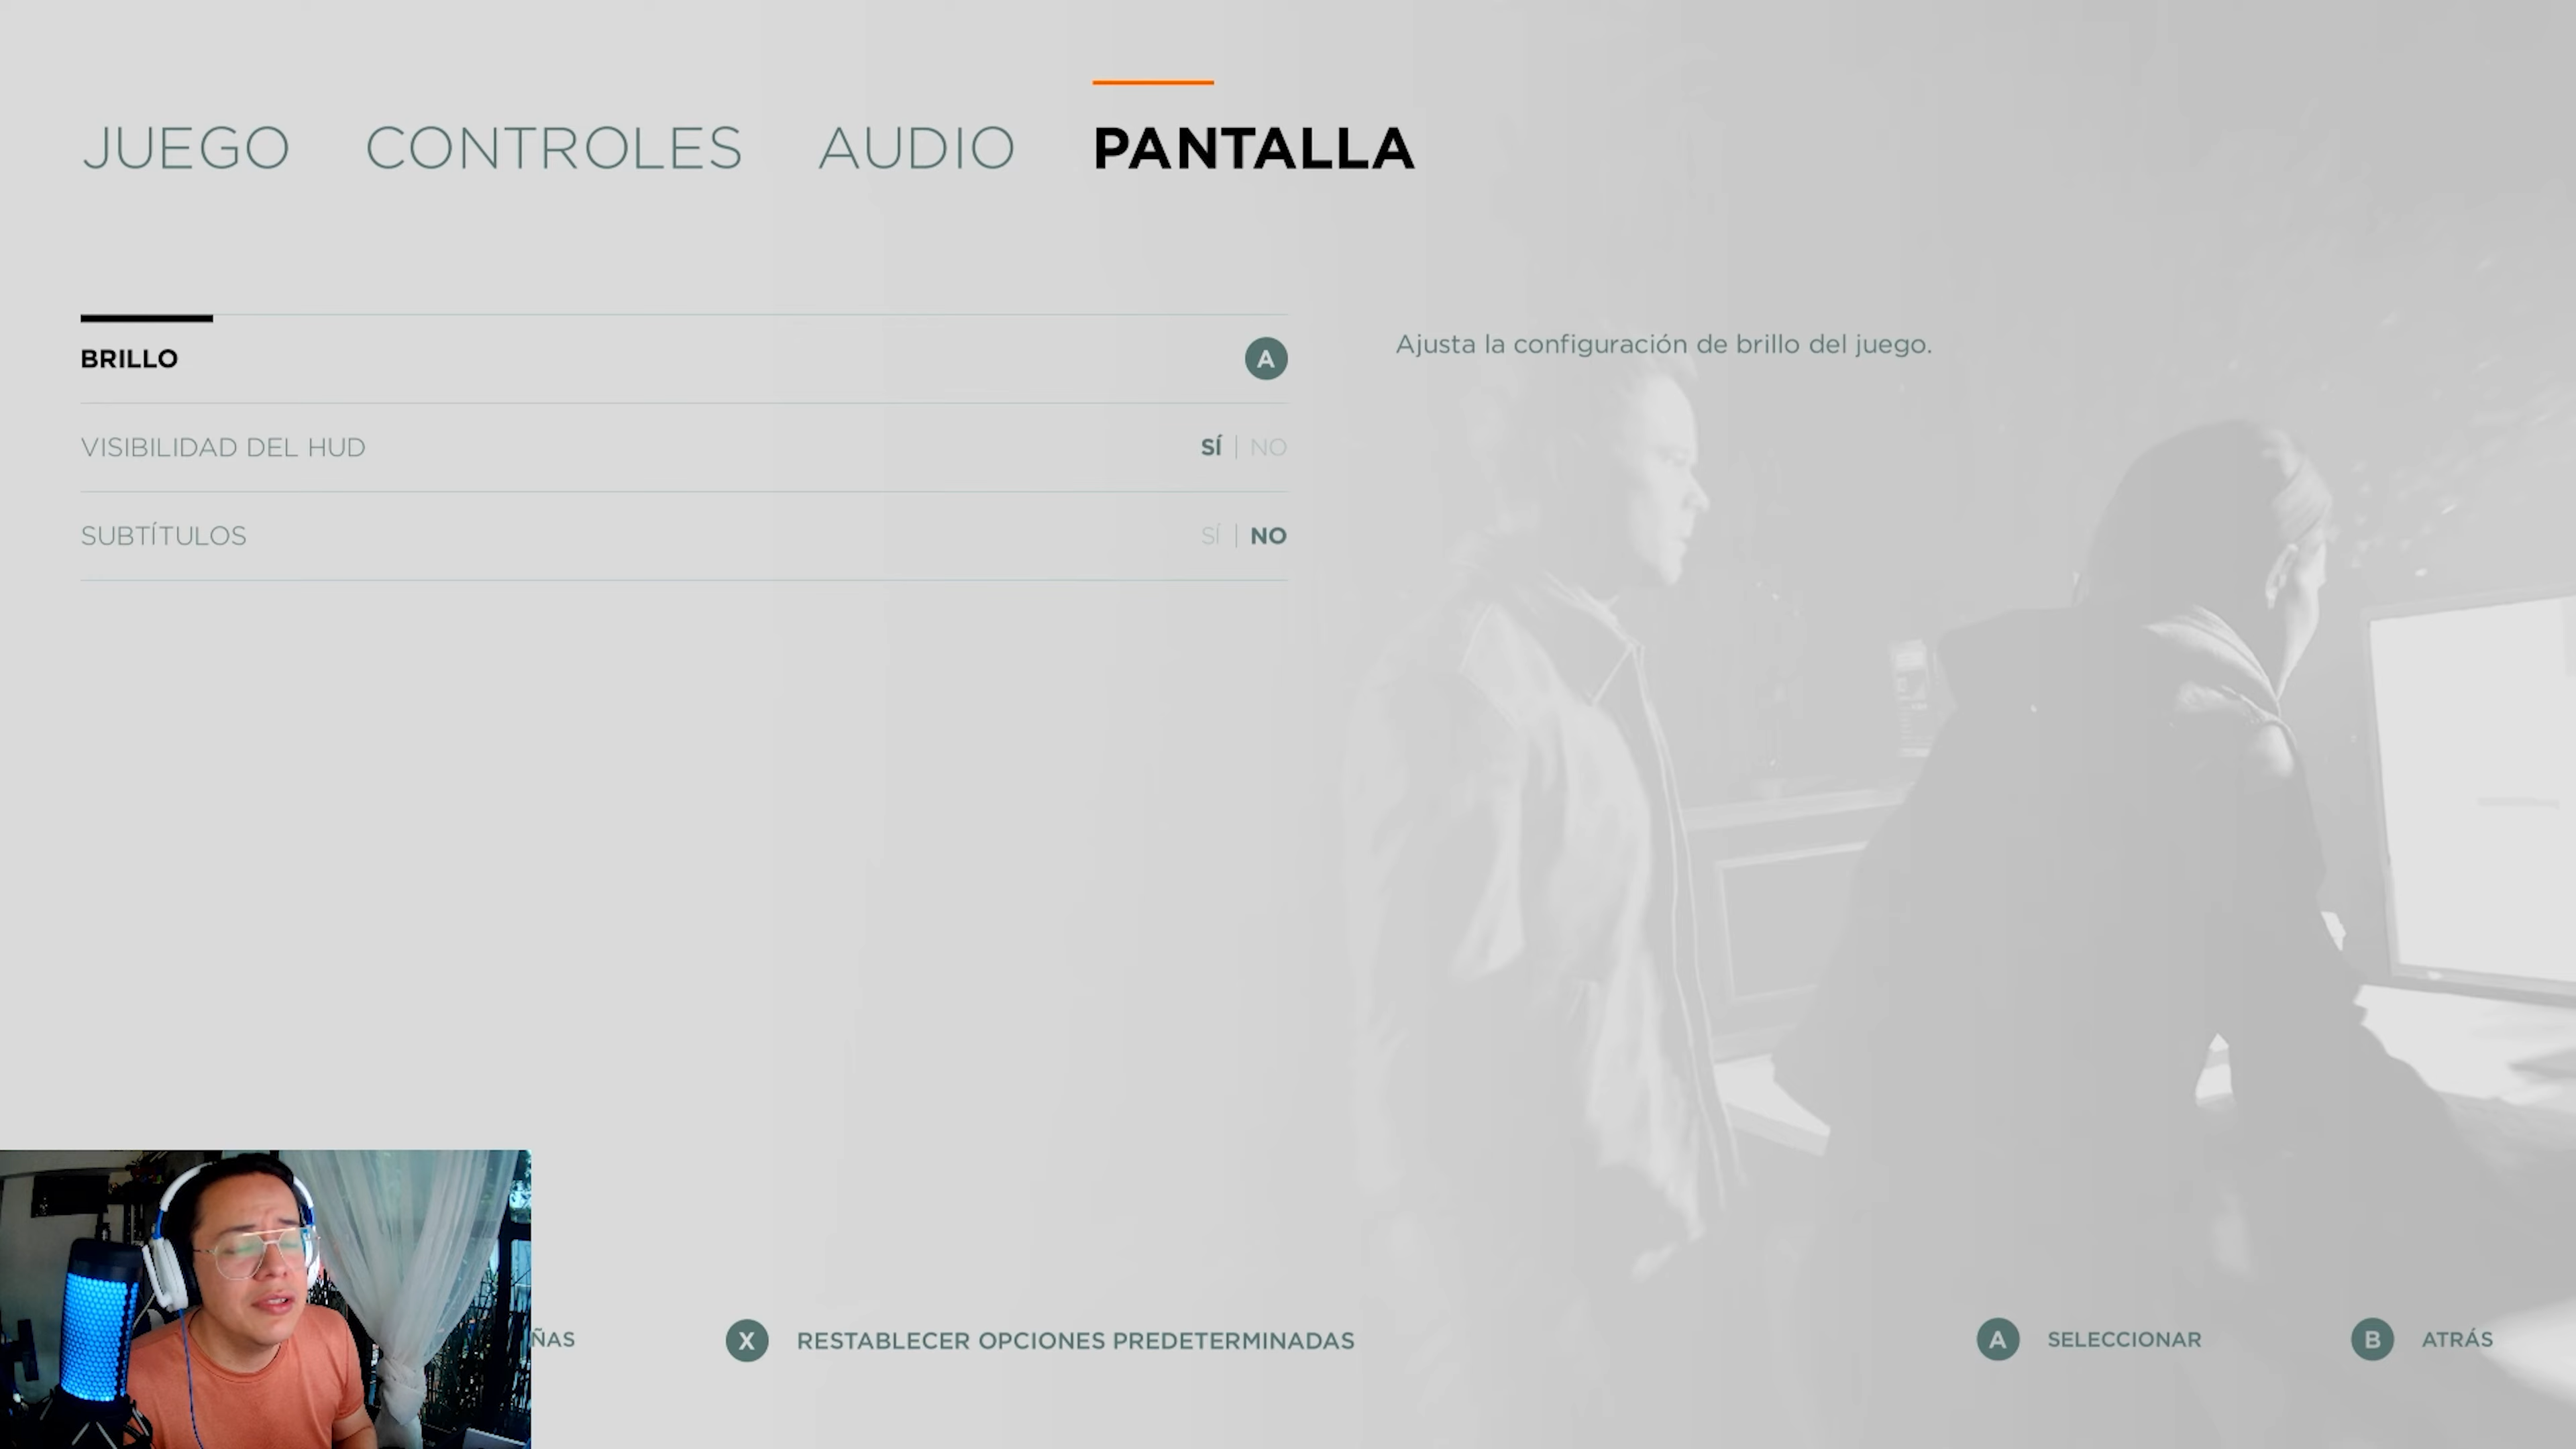 JUEGO CONTROLES AUDIO PANTALLA
BRILLO A
Ajusta la configuración de brillo del juego.
VISIBILIDAD DEL HUD SÍ | NO
SUBTÍTULOS SÍ | NO
ÑAS X RESTABLECER OPCIONES PREDETERMINADAS A SELECCIONAR B ATRÁS